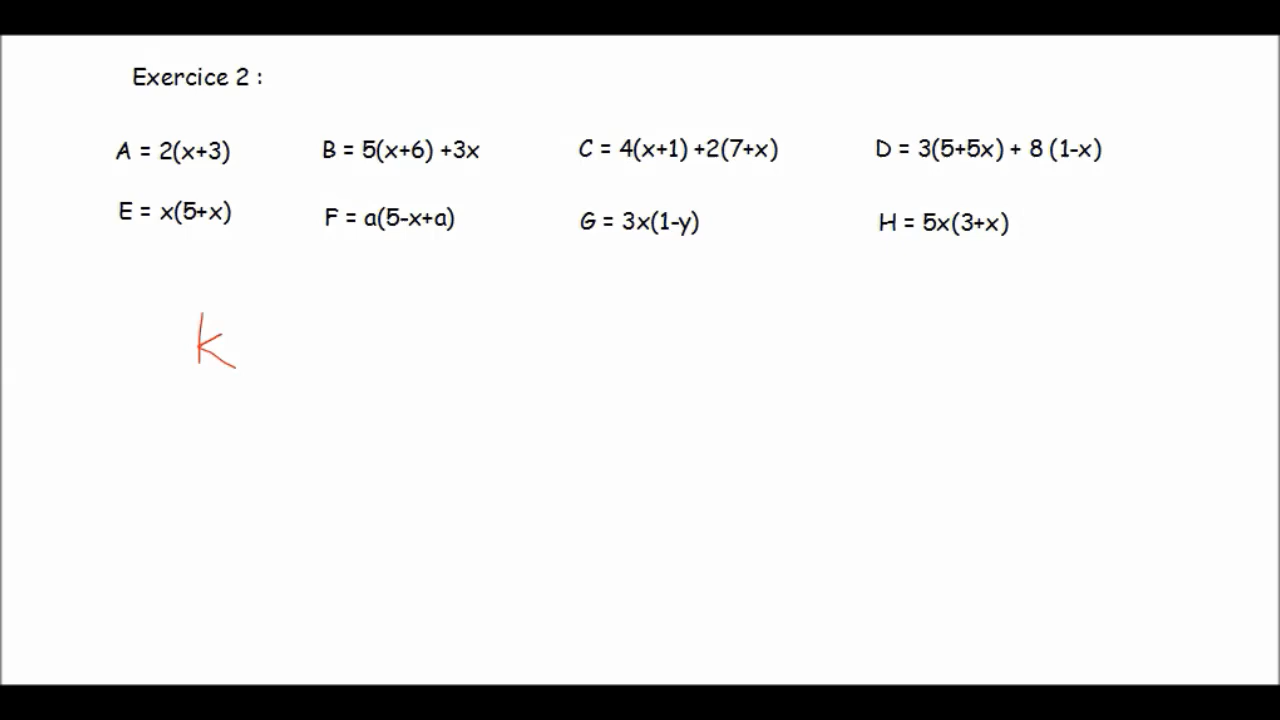 Exercice 2 :
A = 2(x+3) B = 5(x+6) +3x C = 4(x+1) +2(7+x) D = 3(5+5x) + 8 (1-x)
E = x(5+x) F = a(5-x+a) G = 3x(1-y) H = 5x(3+x)
k